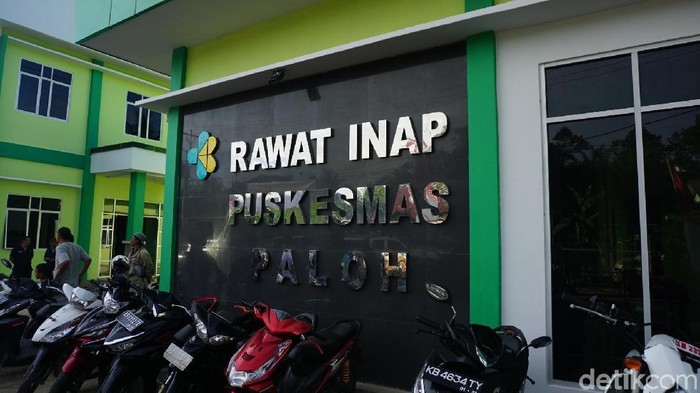 RAWAT INAP
PUSKESMAS
PALOH
KB 4634 TY
detikcom